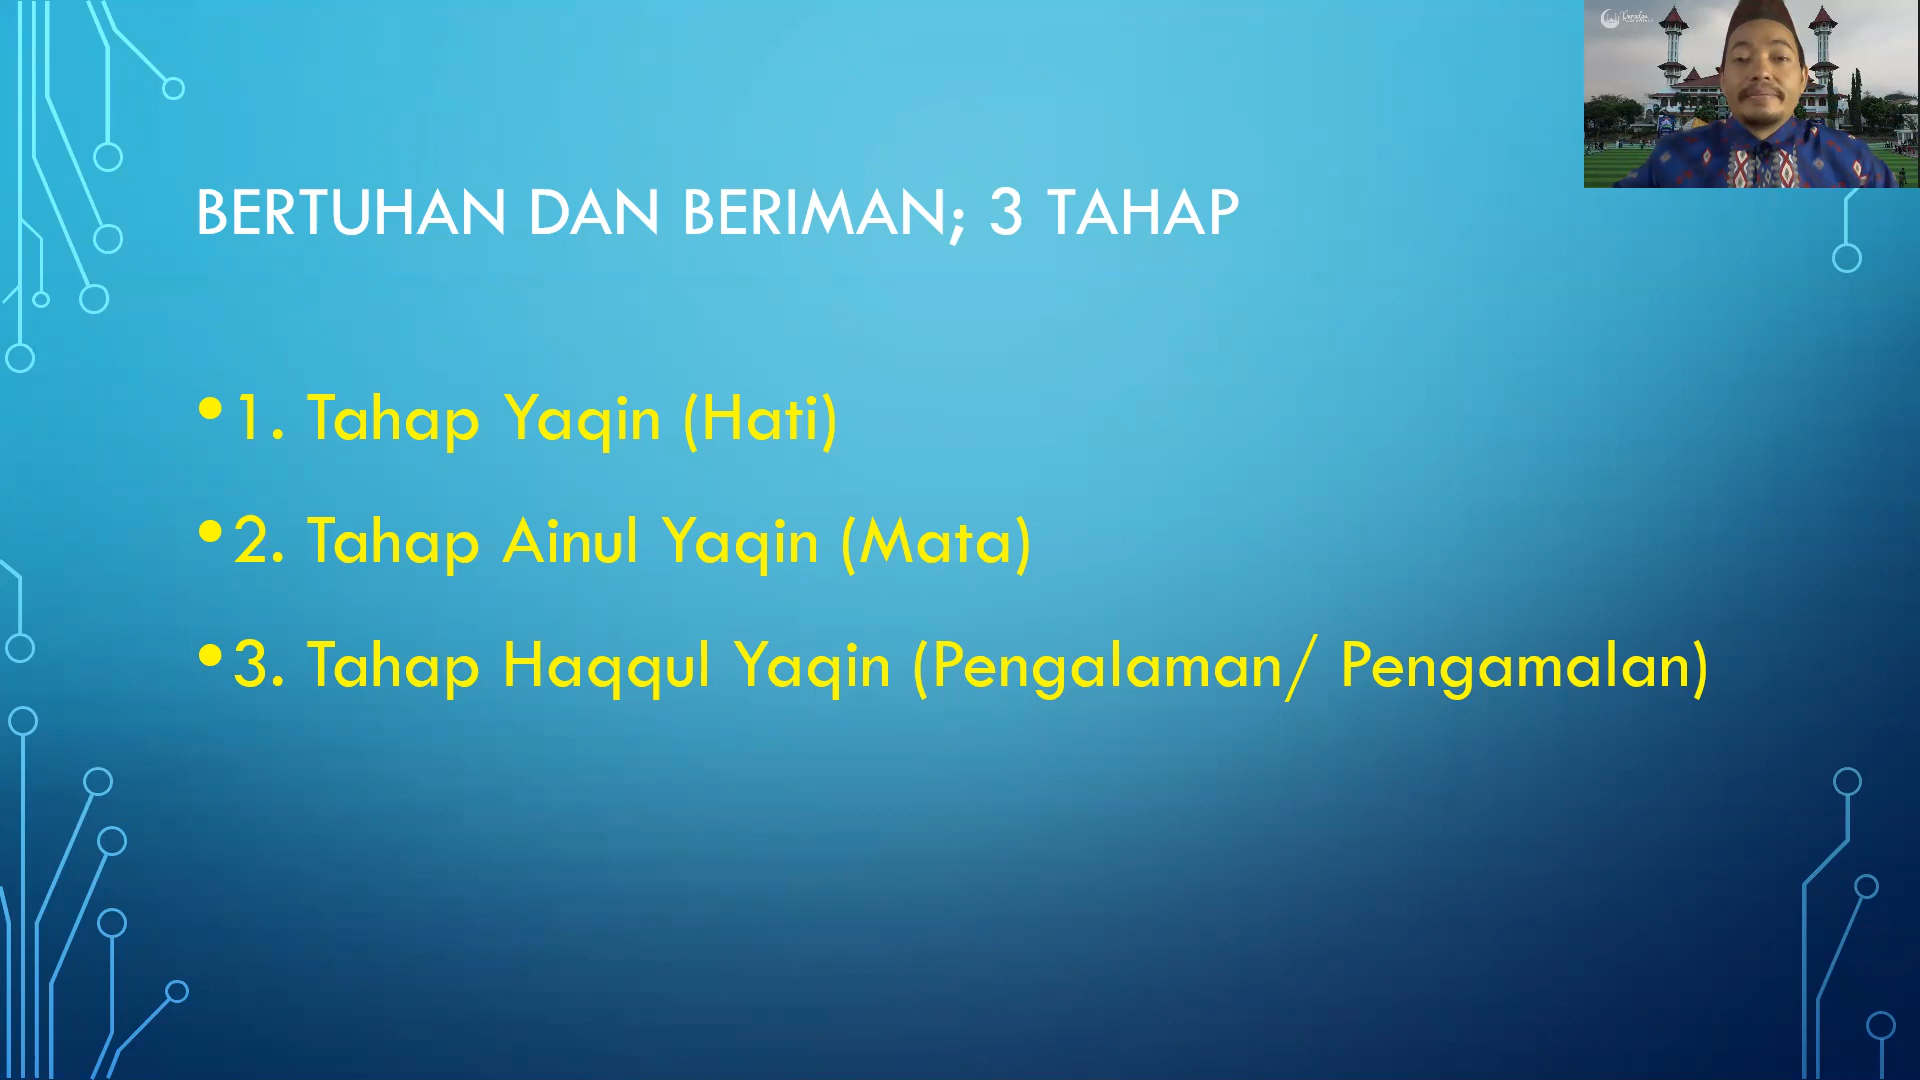 BERTUHAN DAN BERIMAN; 3 TAHAP
• 1. Tahap Yaqin (Hati)
• 2. Tahap Ainul Yaqin (Mata)
• 3. Tahap Haqqul Yaqin (Pengalaman/ Pengamalan)